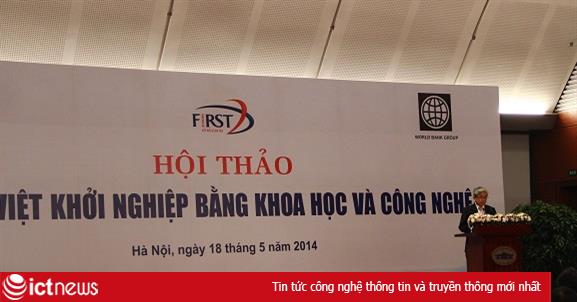 FIRST
WORLD BANK GROUP
HỘI THẢO
VIỆT KHỞI NGHIỆP BẰNG KHOA HỌC VÀ CÔNG NGHỆ
Hà Nội, ngày 18 tháng 5 năm 2014
ictnews
Tin tức công nghệ thông tin và truyền thông mới nhất